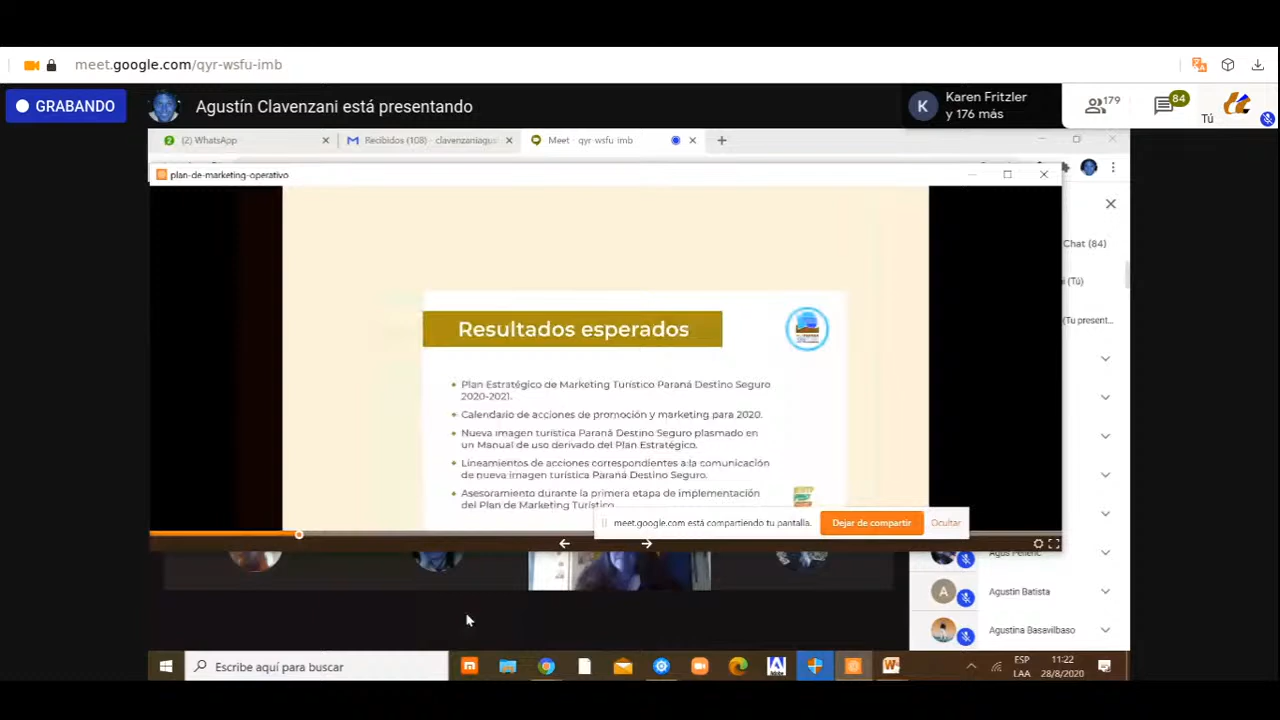 meet.google.com/qyr-wsfu-imb
GRABANDO
Agustín Clavenzani está presentando
K
Karen Fritzler
y 176 más
179
84
Tú
(2) WhatsApp
Recibidos (108) - clavenzaniagus
Meet - qyr-wsfu-imb
plan-de-marketing-operativo
Chat (84)
(Tú)
(Tu present...
Resultados esperados
Plan Estratégico de Marketing Turístico Paraná Destino Seguro
2020-2021.
Calendario de acciones de promoción y marketing para 2020.
Nueva imagen turística Paraná Destino Seguro plasmado en
un Manual de uso derivado del Plan Estratégico.
Lineamientos de acciones correspondientes a la comunicación
de nueva imagen turística Paraná Destino Seguro.
Asesoramiento durante la primera etapa de implementación
del Plan de Marketing Turístico.
meet.google.com está compartiendo tu pantalla.
Dejar de compartir
Ocultar
A
Agustin Batista
Agustina Basavilbaso
Escribe aquí para buscar
ESP
LAA
11:22
28/8/2020